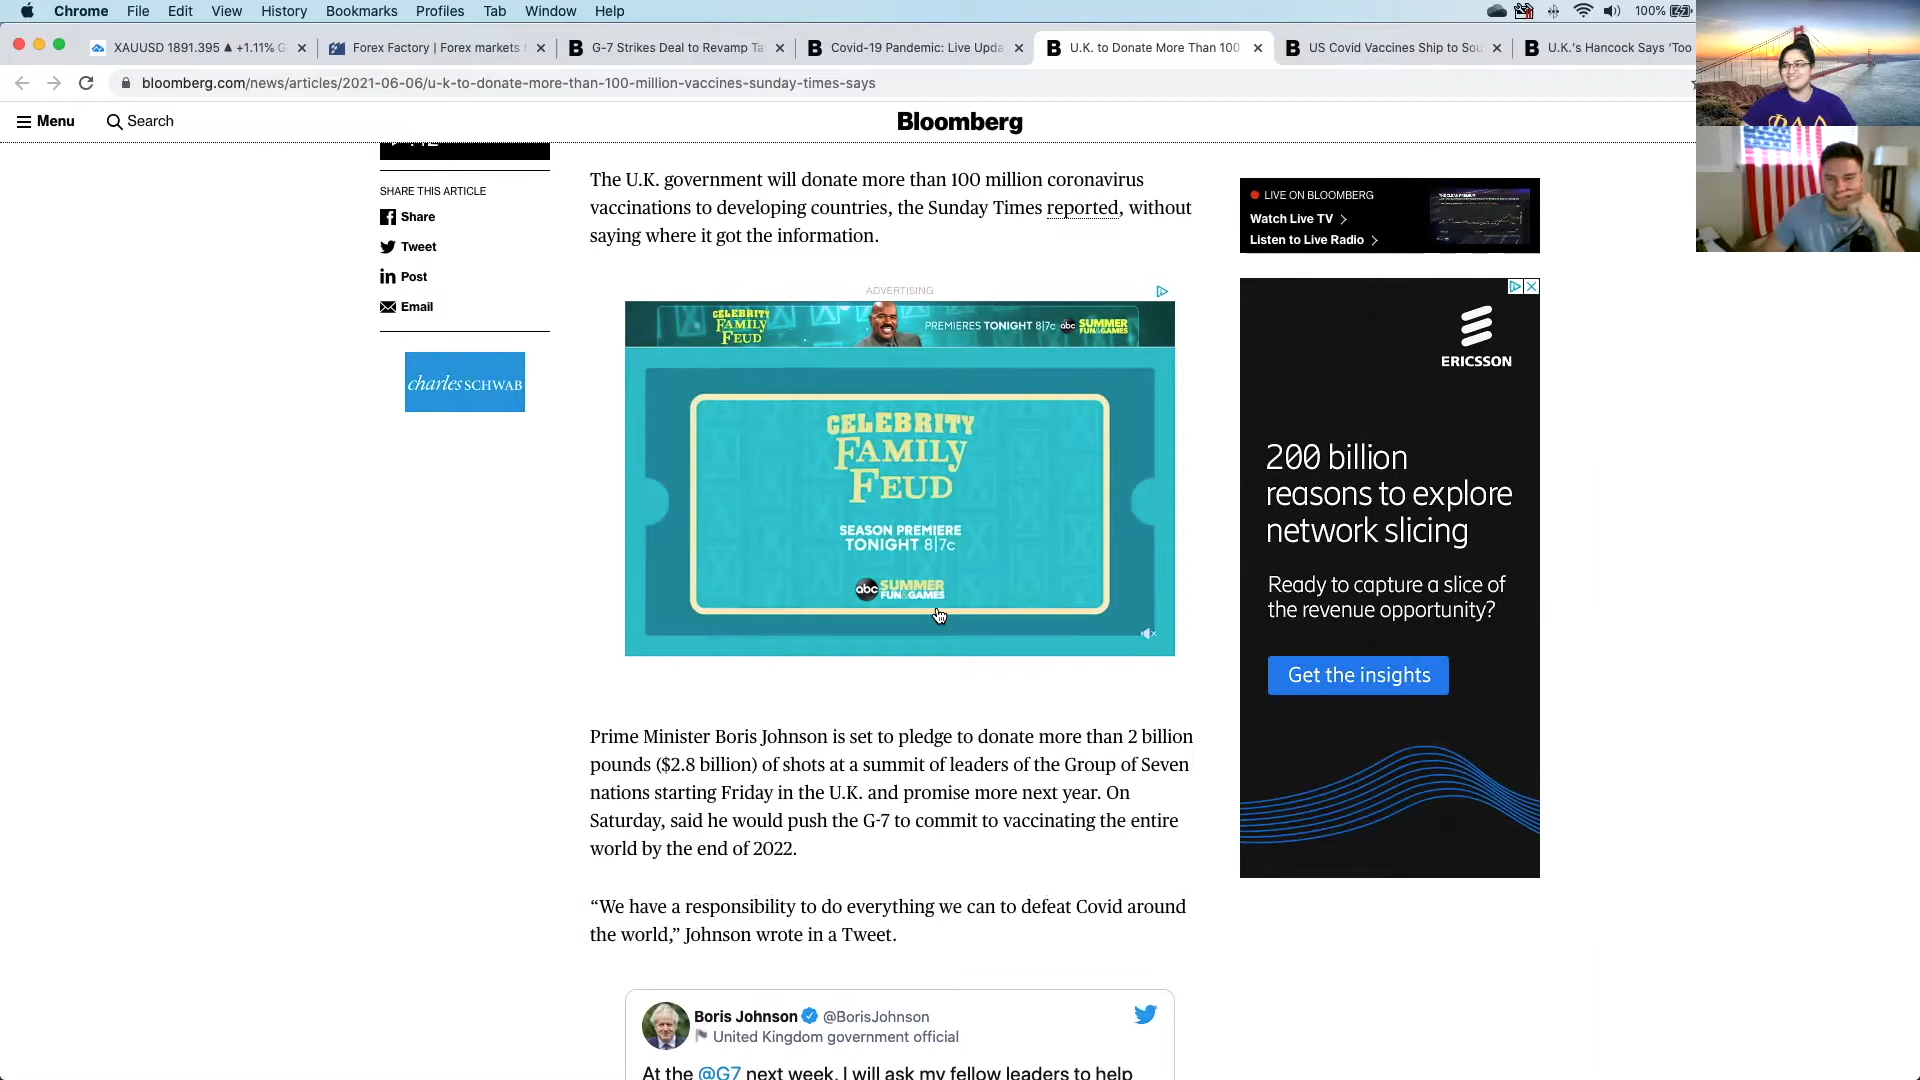 Chrome File Edit View History Bookmarks Profiles Tab Window Help
100%
XAUUSD 1891.395 ▲ +1.11% G
Forex Factory | Forex markets f
G-7 Strikes Deal to Revamp Ta
Covid-19 Pandemic: Live Upda
U.K. to Donate More Than 100
US Covid Vaccines Ship to Sou
U.K.'s Hancock Says 'Too
bloomberg.com/news/articles/2021-06-06/u-k-to-donate-more-than-100-million-vaccines-sunday-times-says
Menu
Search
Bloomberg
SHARE THIS ARTICLE
Share
Tweet
Post
Email
charles SCHWAB
The U.K. government will donate more than 100 million coronavirus
vaccinations to developing countries, the Sunday Times reported, without
saying where it got the information.
ADVERTISING
CELEBRITY
FAMILY
FEUD
PREMIERES TONIGHT 8|7c abc SUMMER
FUN&GAMES
CELEBRITY
FAMILY
FEUD
SEASON PREMIERE
TONIGHT 8|7c
abc SUMMER
FUN&GAMES
Prime Minister Boris Johnson is set to pledge to donate more than 2 billion
pounds ($2.8 billion) of shots at a summit of leaders of the Group of Seven
nations starting Friday in the U.K. and promise more next year. On
Saturday, said he would push the G-7 to commit to vaccinating the entire
world by the end of 2022.
“We have a responsibility to do everything we can to defeat Covid around
the world,” Johnson wrote in a Tweet.
Boris Johnson @BorisJohnson
United Kingdom government official
At the @G7 next week, I will ask my fellow leaders to help
LIVE ON BLOOMBERG
Watch Live TV
Listen to Live Radio
ERICSSON
200 billion
reasons to explore
network slicing
Ready to capture a slice of
the revenue opportunity?
Get the insights
ΦΛΔ